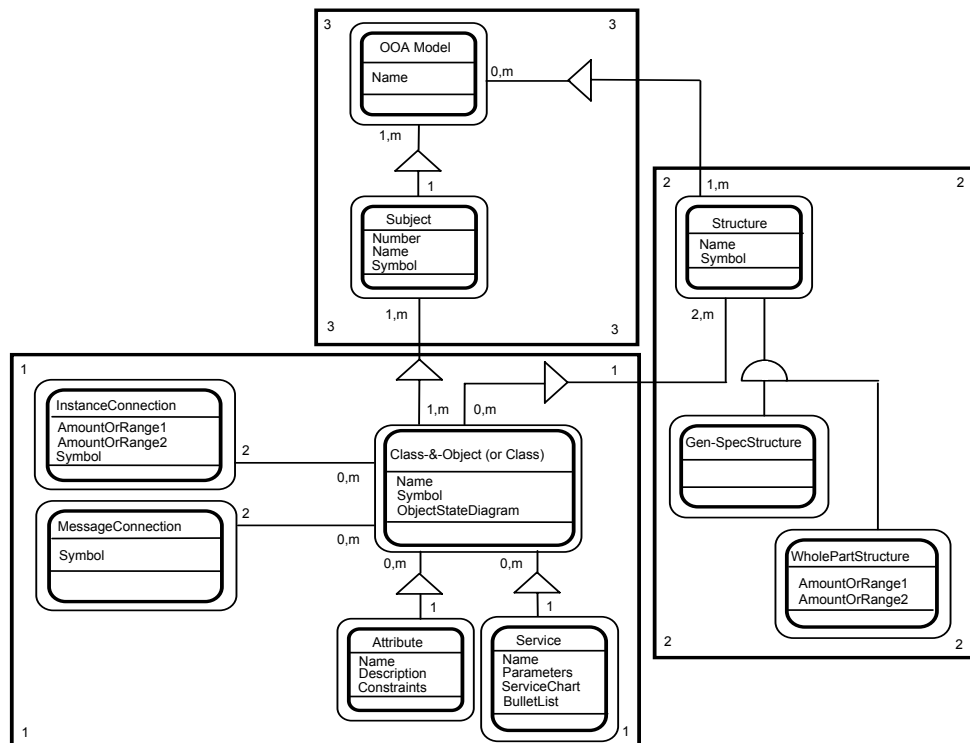 3
3
OOA Model
Name
0,m
1,m
1
Subject
Number
Name
Symbol
1,m
3
3
2
2
1,m
Structure
Name
Symbol
2,m
Gen-SpecStructure
WholePartStructure
AmountOrRange1
AmountOrRange2
2
2
1
1
InstanceConnection
AmountOrRange1
AmountOrRange2
Symbol
2
0,m
1,m
0,m
Class-&-Object (or Class)
Name
Symbol
ObjectStateDiagram
MessageConnection
Symbol
2
0,m
0,m
0,m
1
1
Attribute
Name
Description
Constraints
Service
Name
Parameters
ServiceChart
BulletList
1
1